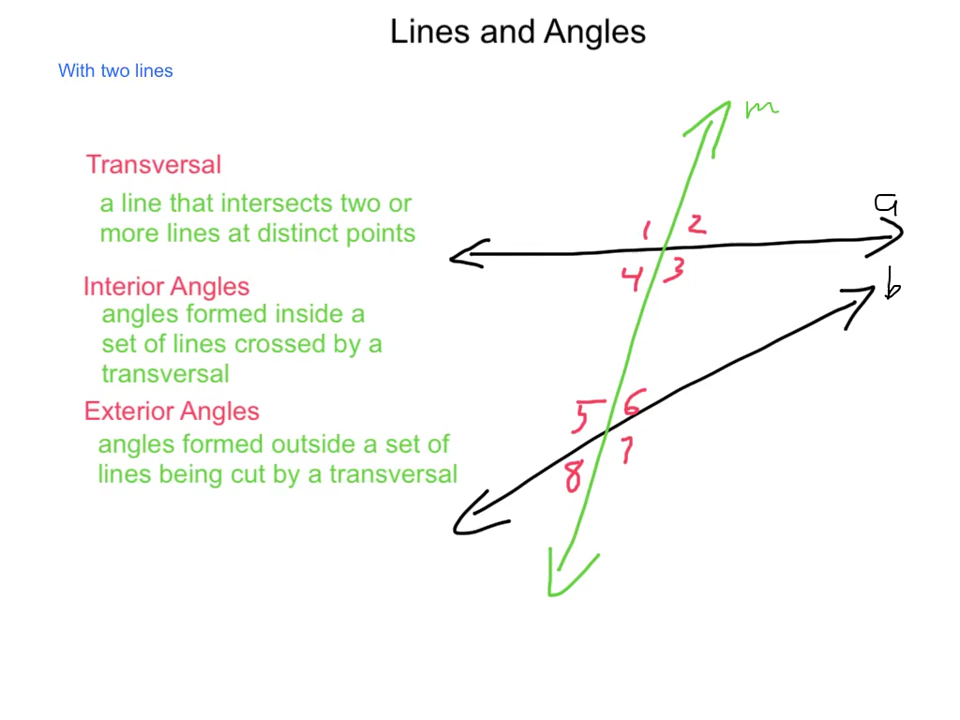 Lines and Angles
With two lines
Transversal
a line that intersects two or
more lines at distinct points
Interior Angles
angles formed inside a
set of lines crossed by a
transversal
Exterior Angles
angles formed outside a set of
lines being cut by a transversal
m
a
b
1 2
4 3
5 6
8 7